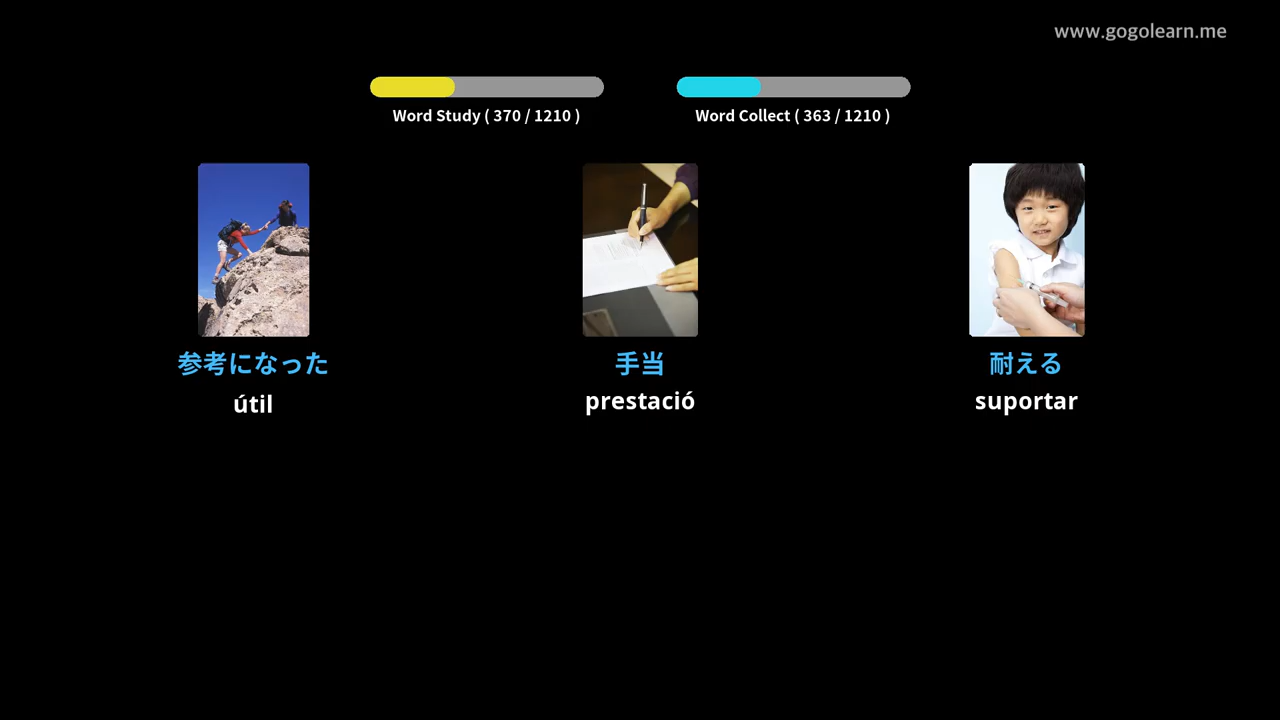 www.gogolearn.me
Word Study ( 370 / 1210 )
Word Collect ( 363 / 1210 )
参考になった
手当
耐える
útil
prestació
suportar